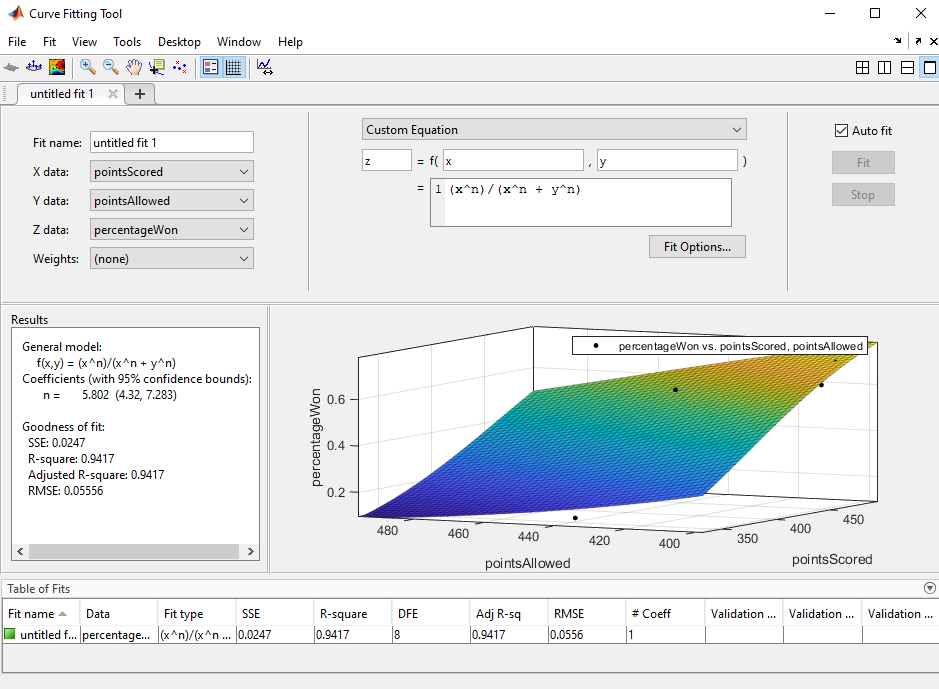 Curve Fitting Tool
File Fit View Tools Desktop Window Help
untitled fit 1
Fit name: untitled fit 1
X data: pointsScored
Y data: pointsAllowed
Z data: percentageWon
Weights: (none)
Custom Equation
z = f( x , y )
= 1 (x^n)/(x^n + y^n)
Fit Options...
Auto fit
Fit
Stop
Results
General model:
f(x,y) = (x^n)/(x^n + y^n)
Coefficients (with 95% confidence bounds):
n = 5.802 (4.32, 7.283)
Goodness of fit:
SSE: 0.0247
R-square: 0.9417
Adjusted R-square: 0.9417
RMSE: 0.05556
percentageWon vs. pointsScored, pointsAllowed
percentageWon
0.6
0.4
0.2
480 460 440 420 400
pointsAllowed
350 400 450
pointsScored
Table of Fits
Fit name Data Fit type SSE R-square DFE Adj R-sq RMSE # Coeff Validation ... Validation ... Validation ...
untitled f... percentage... (x^n)/(x^n ... 0.0247 0.9417 8 0.9417 0.0556 1